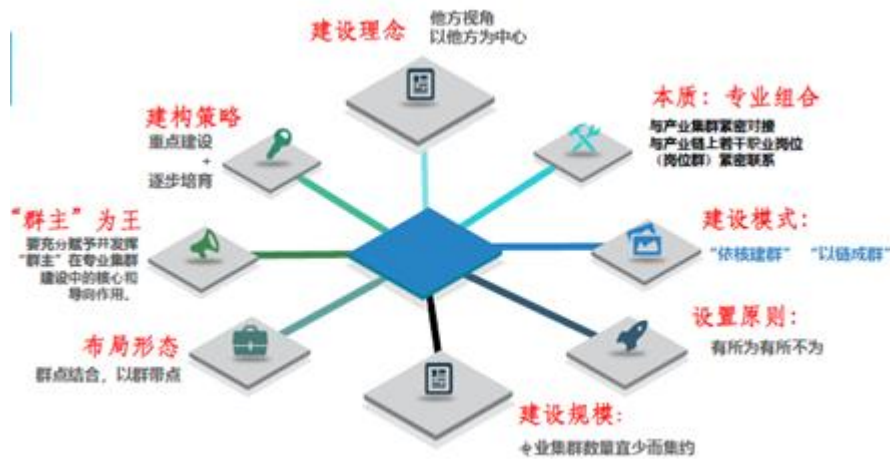 建设理念
他方视角
以他方为中心
本质：专业组合
与产业集群紧密对接
与产业链上若干职业岗位
（岗位群）紧密联系
建设模式：
“依核建群” “以链成群”
设置原则：
有所为有所不为
建设规模：
专业集群数量宜少而集约
布局形态
群点结合，以群带点
“群主”为王
要充分赋予并发挥
“群主”在专业集群
建设中的核心和
导向作用。
建构策略
重点建设
+
逐步培育